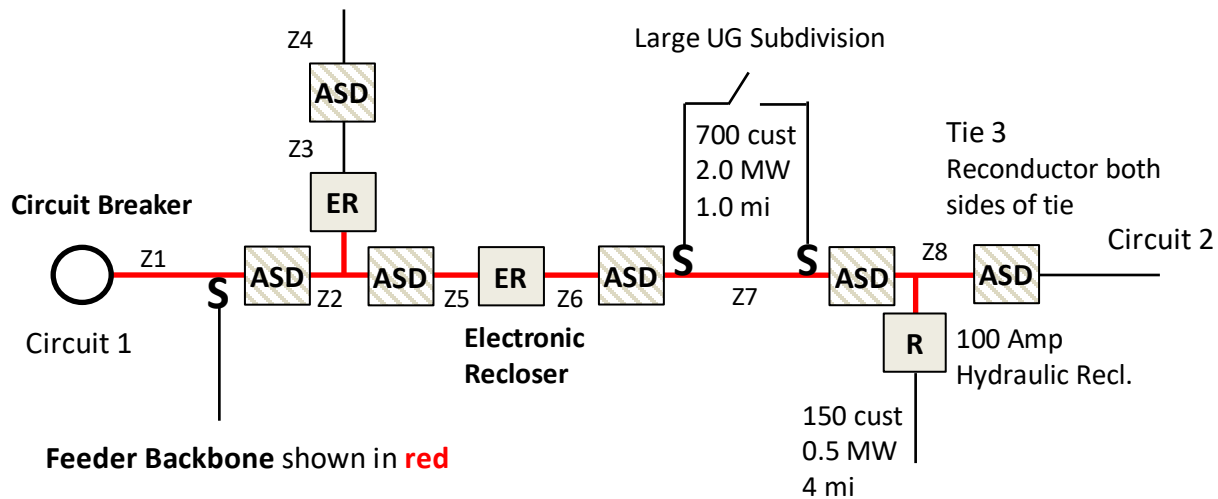 Z4
ASD
Z3
ER
Large UG Subdivision
700 cust
2.0 MW
1.0 mi
Tie 3
Reconductor both
sides of tie
Circuit Breaker
Circuit 2
Z1
S
ASD
Z2
ASD
Z5
ER
Z6
ASD
S
Z7
S
ASD
Z8
ASD
Circuit 1
Electronic
Recloser
R
100 Amp
Hydraulic Recl.
150 cust
0.5 MW
4 mi
Feeder Backbone shown in red